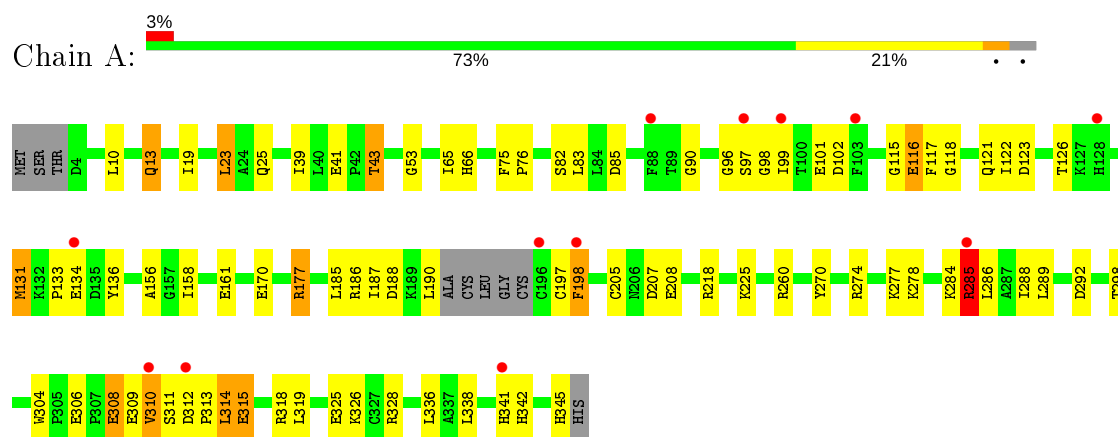 3%
Chain A:
73% 21% • •
MET SER THR D4 L10 Q13 I19 L23 A24 Q25 I39 L40 E41 P42 T43 G53 I65 H66 F75 P76 S82 L83 L84 D85 F88 T89 G90 G96 S97 G98 I99 T100 E101 D102 F103 G115 E116 F117 G118 Q121 I122 D123 T126 K127 H128
M131 K132 P133 E134 D135 Y136 A156 G157 I158 E161 E170 R177 L185 R186 I187 D188 K189 L190 ALA CYS LEU GLY CYS C196 C197 F198 C205 N206 D207 E208 R218 K225 R260 Y270 R274 K277 K278 K284 R285 L286 A287 I288 L289 D292 T298
W304 P305 E306 P307 E308 E309 V310 S311 D312 P313 L314 E315 R318 L319 E325 K326 C327 R328 L336 A337 L338 H341 H342 H345 HIS